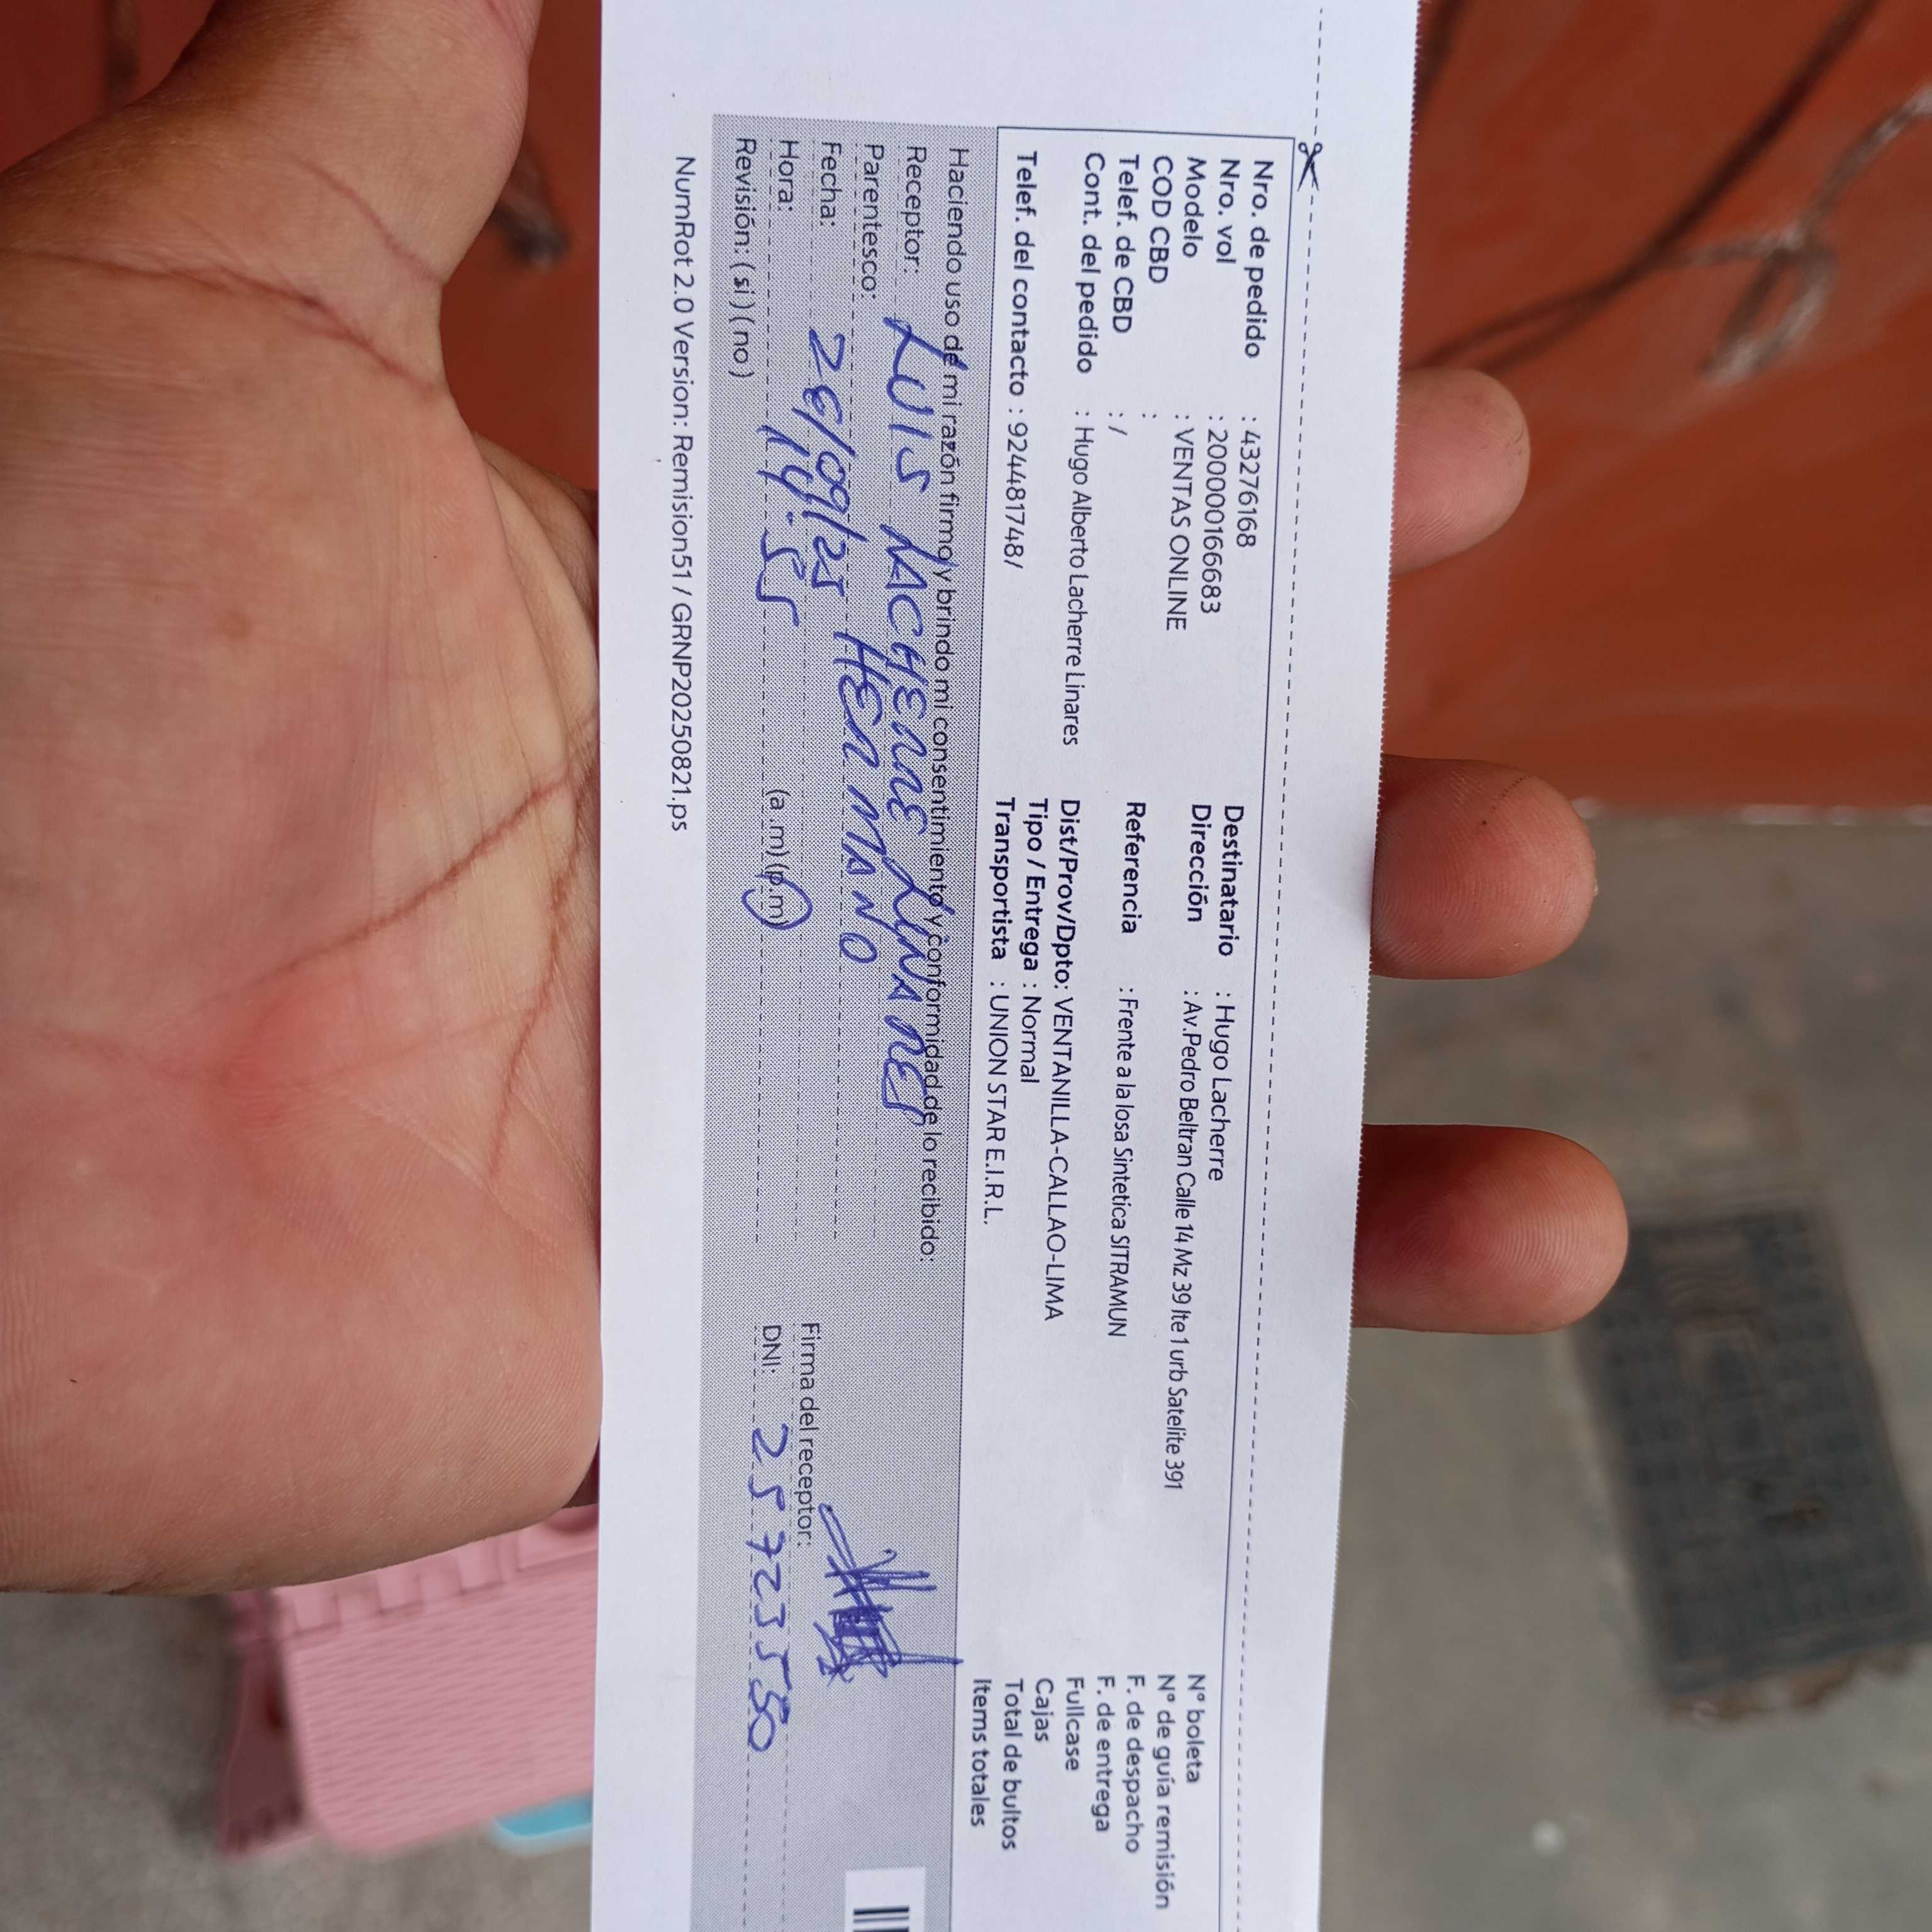 Nro. de pedido : 43276168
Nro. vol : 2000001666683
Modelo : VENTAS ONLINE
COD CBD :
Telef. de CBD : /
Cont. del pedido : Hugo Alberto Lacherre Linares
Telef. del contacto : 924481748/
Destinatario : Hugo Lacherre
Dirección : Av.Pedro Beltran Calle 14 Mz 39 lte 1 urb Satelite 391
Referencia : Frente a la losa Sintetica SITRAMUN
Dist/Prov/Dpto: VENTANILLA-CALLAO-LIMA
Tipo / Entrega : Normal
Transportista : UNION STAR E.I.R.L.
N° boleta
N° de guía remisión
F. de despacho
F. de entrega
Fullcase
Cajas
Total de bultos
Items totales
Haciendo uso de mi razón firmo y brindo mi consentimiento y conformidad de lo recibido:
Receptor: LUIS LACHERRE LINARES
Parentesco: HERMANO
Fecha: 26/09/25
Hora: 14:55 (a.m) (p.m)
Revisión: ( si ) ( no )
Firma del receptor:
DNI: 25723550
NumRot 2.0 Version: Remision51 / GRNP20250821.ps